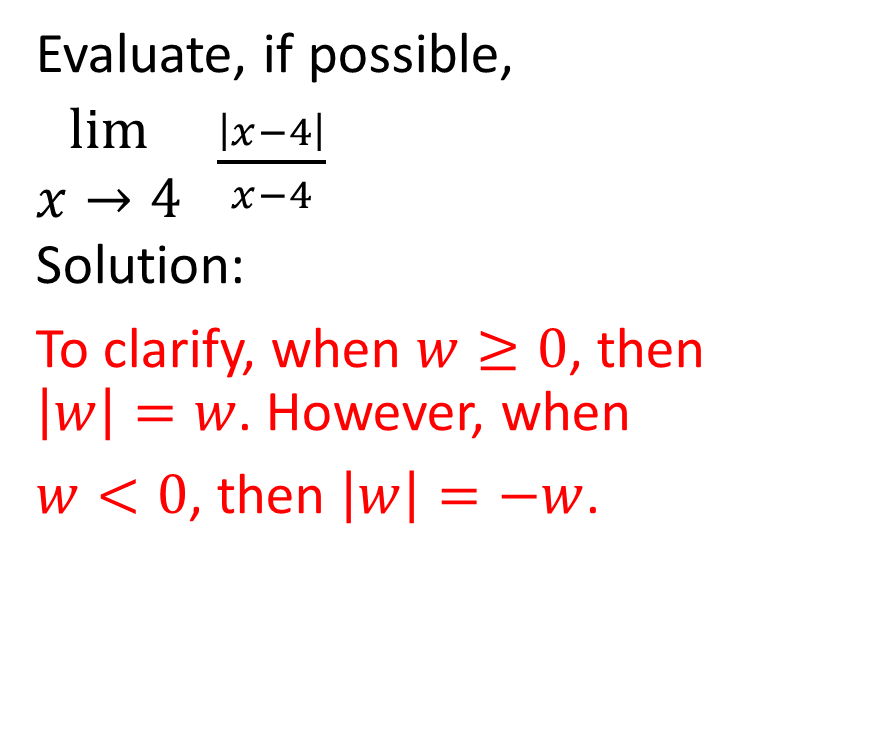 Evaluate, if possible,
lim |x−4|
x → 4 x−4
Solution:
To clarify, when w ≥ 0, then
|w| = w. However, when
w < 0, then |w| = −w.